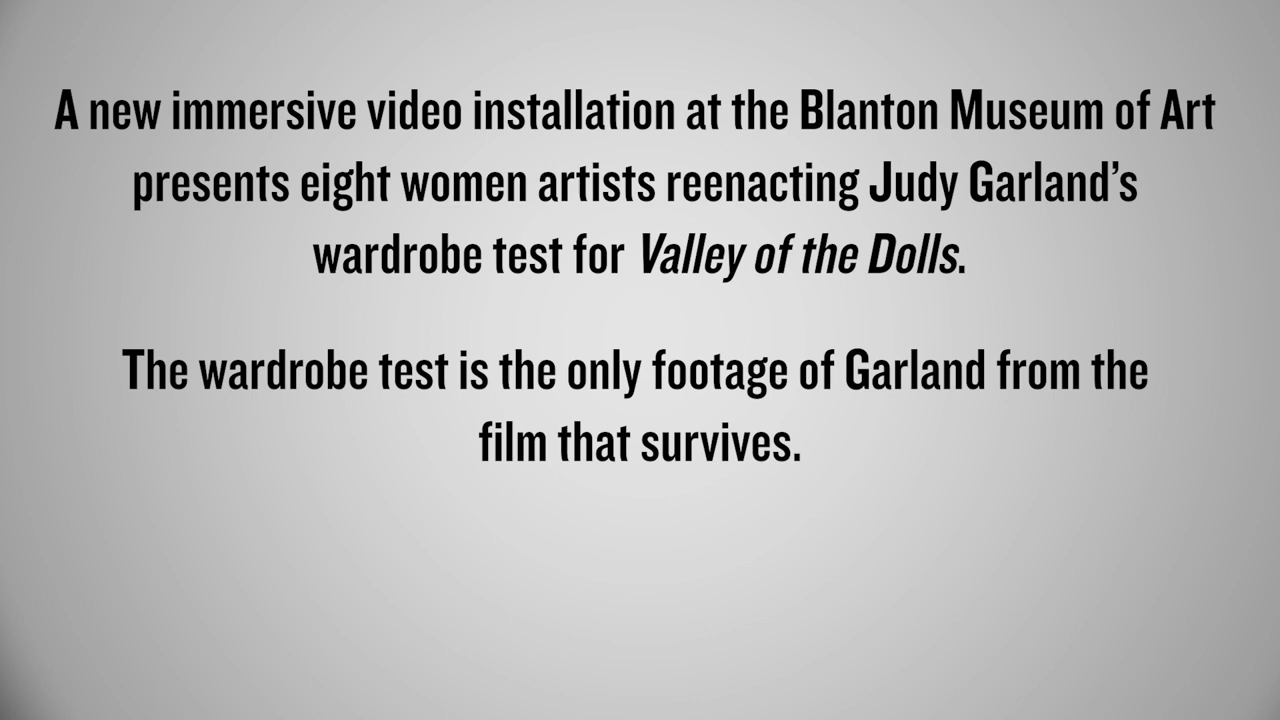 A new immersive video installation at the Blanton Museum of Art
presents eight women artists reenacting Judy Garland’s
wardrobe test for Valley of the Dolls.
The wardrobe test is the only footage of Garland from the
film that survives.